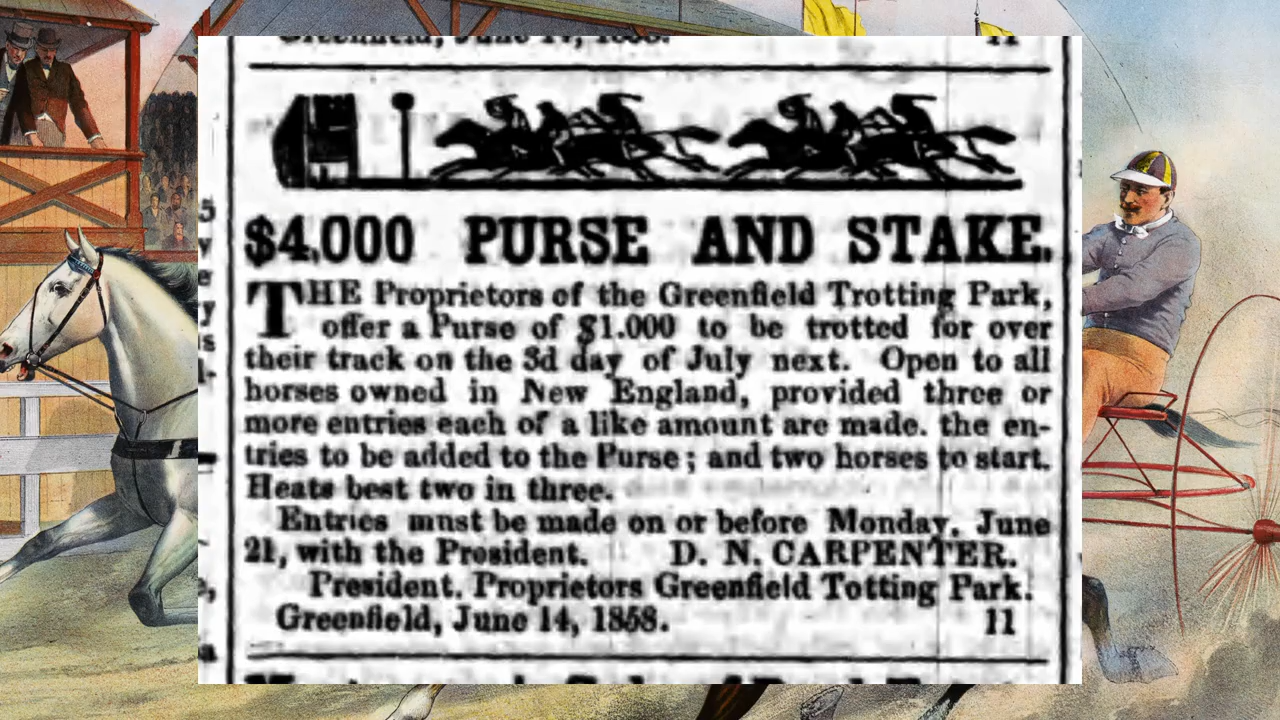 $4,000 PURSE AND STAKE.
THE Proprietors of the Greenfield Trotting Park,
offer a Purse of $1.000 to be trotted for over
their track on the 3d day of July next. Open to all
horses owned in New England, provided three or
more entries each of a like amount are made. the en-
tries to be added to the Purse; and two horses to start.
Heats best two in three.
Entries must be made on or before Monday, June
21, with the President. D. N. CARPENTER.
President. Proprietors Greenfield Totting Park.
Greenfield, June 14, 1858. 11